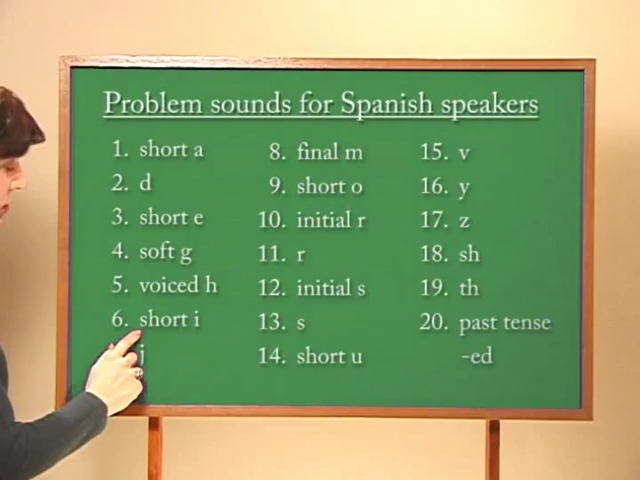 Problem sounds for Spanish speakers
1. short a
2. d
3. short e
4. soft g
5. voiced h
6. short i
j
8. final m
9. short o
10. initial r
11. r
12. initial s
13. s
14. short u
15. v
16. y
17. z
18. sh
19. th
20. past tense
-ed